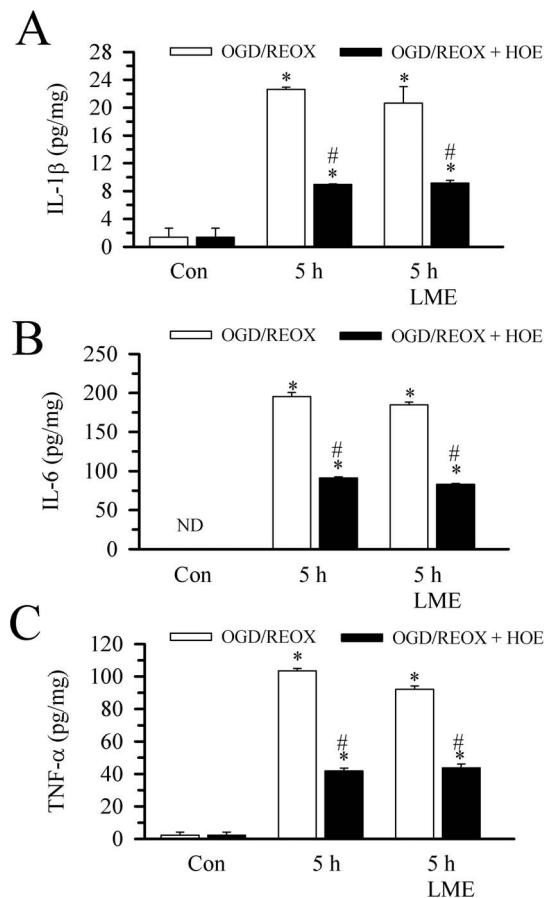 A
OGD/REOX OGD/REOX + HOE
IL-1β (pg/mg)
28
24
20
16
12
8
4
0
* *
# #
* *
Con 5 h 5 h
LME
B
OGD/REOX OGD/REOX + HOE
IL-6 (pg/mg)
250
200
150
100
50
0
* *
# #
* *
ND
Con 5 h 5 h
LME
C
OGD/REOX OGD/REOX + HOE
TNF-α (pg/mg)
120
100
80
60
40
20
0
* *
# #
* *
Con 5 h 5 h
LME